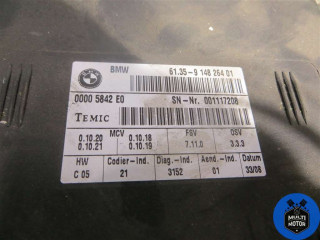 BMW 61.35-9 148 264 01
0000 5842 E0 SN-Nr. 001117208
TEMIC
MCV FSV OSV
0.10.20 0.10.18 7.11.0 3.3.3
0.10.21 0.10.19
HW Codier-Ind. Diag.-Ind. Aend.-Ind. Datum
C 05 21 3152 01 33/08
MULTI
MOTOR